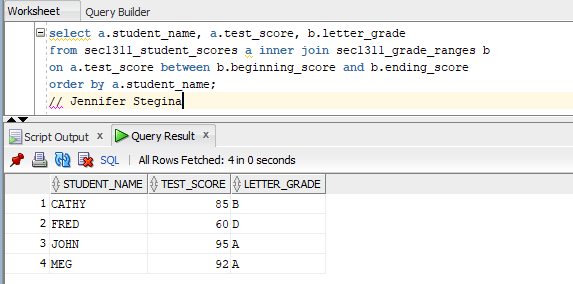 Worksheet Query Builder
select a.student_name, a.test_score, b.letter_grade
from sec1311_student_scores a inner join sec1311_grade_ranges b
on a.test_score between b.beginning_score and b.ending_score
order by a.student_name;
// Jennifer Stegina
Script Output x Query Result x
SQL | All Rows Fetched: 4 in 0 seconds
STUDENT_NAME TEST_SCORE LETTER_GRADE
1 CATHY 85 B
2 FRED 60 D
3 JOHN 95 A
4 MEG 92 A